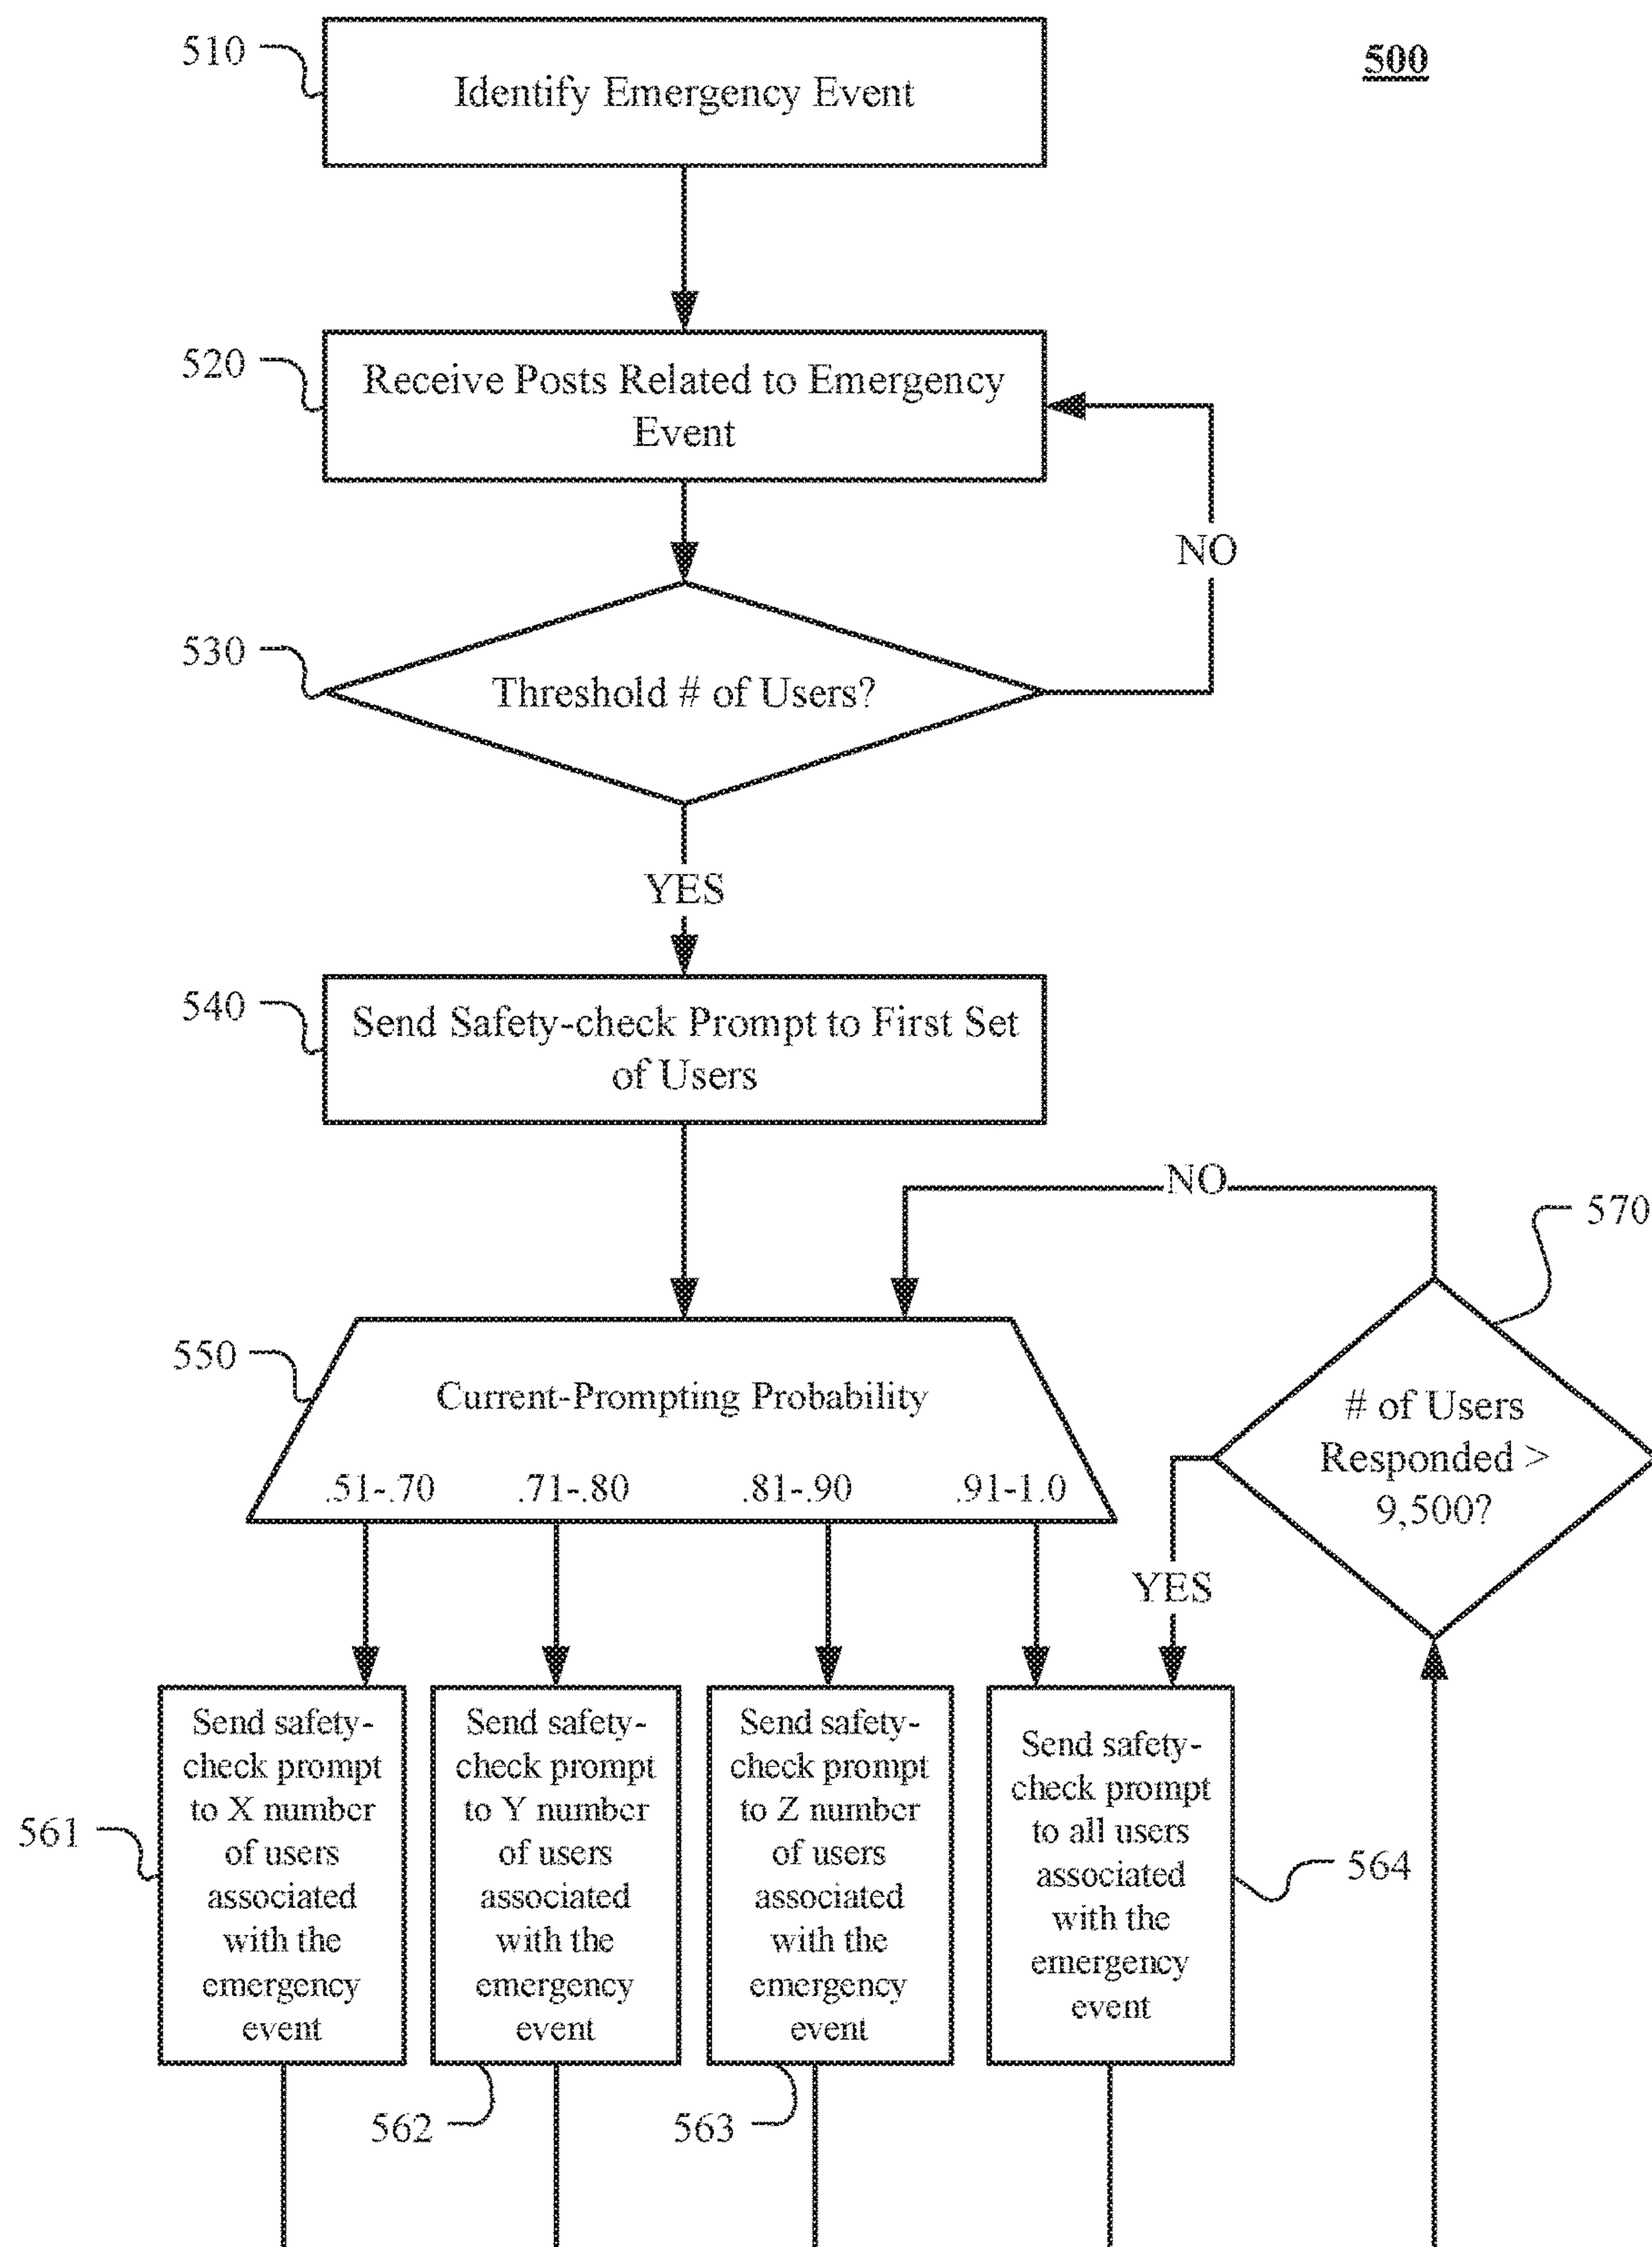 500
510
Identify Emergency Event
520
Receive Posts Related to Emergency
Event
NO
530
Threshold # of Users?
YES
540
Send Safety-check Prompt to First Set
of Users
NO
570
550
Current-Prompting Probability
.51-.70
.71-.80
.81-.90
.91-1.0
# of Users
Responded >
9,500?
YES
Send safety-
check prompt
to X number
of users
associated
with the
emergency
event
561
Send safety-
check prompt
to Y number
of users
associated
with the
emergency
event
562
Send safety-
check prompt
to Z number
of users
associated
with the
emergency
event
563
Send safety-
check prompt
to all users
associated
with the
emergency
event
564